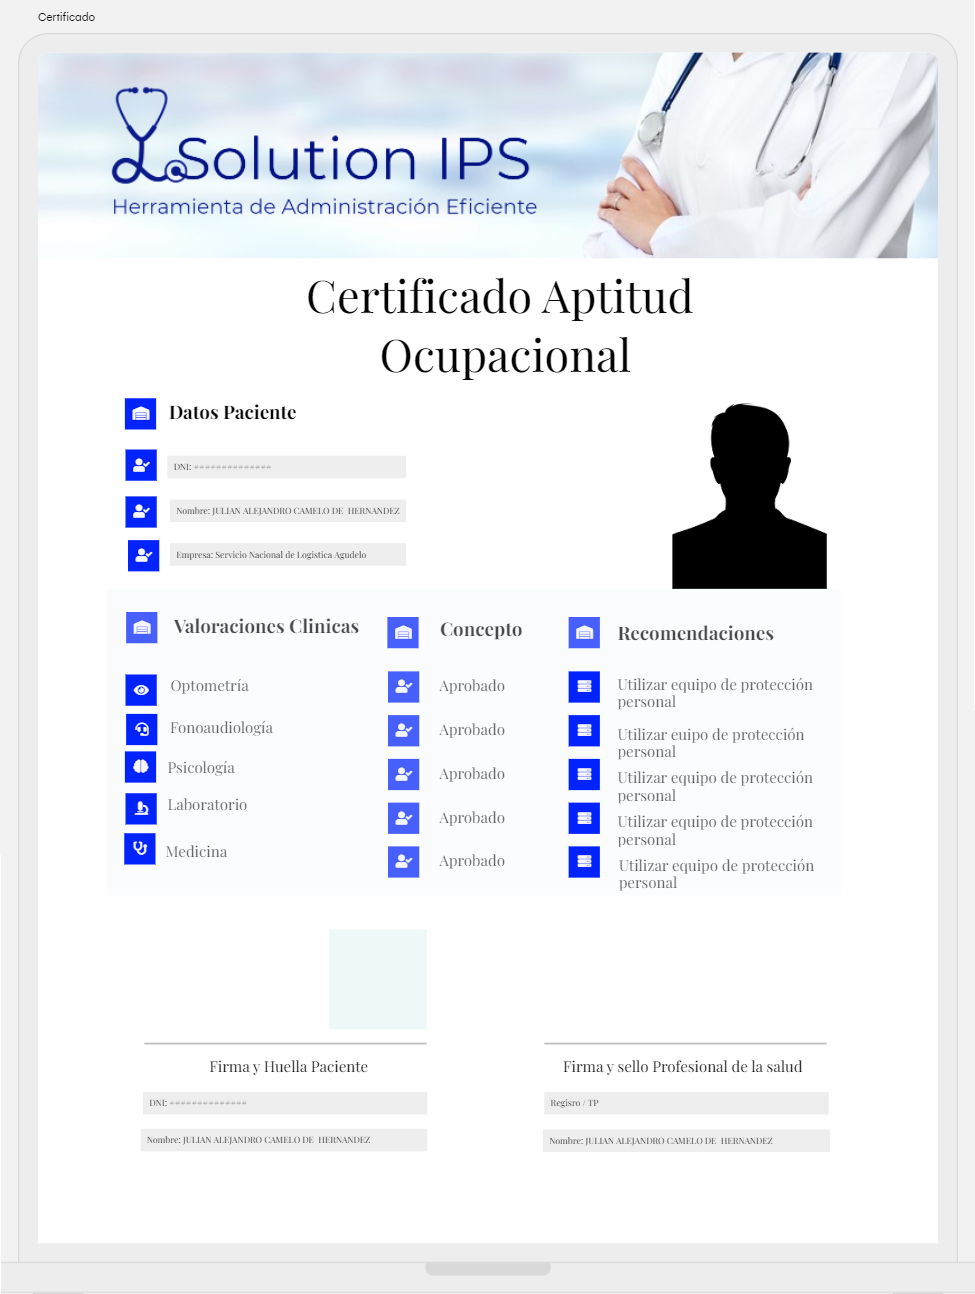 Certificado
Solution IPS
Herramienta de Administración Eficiente
Certificado Aptitud
Ocupacional
Datos Paciente
DNI: ==============
Nombre: JULIAN ALEJANDRO CAMELO DE HERNANDEZ
Empresa: Servicio Nacional de Logistica Agudelo
Valoraciones Clinicas
Concepto
Recomendaciones
Optometría
Aprobado
Utilizar equipo de protección
personal
Fonoaudiología
Aprobado
Utilizar euipo de protección
personal
Psicología
Aprobado
Utilizar equipo de protección
personal
Laboratorio
Aprobado
Utilizar equipo de protección
personal
Medicina
Aprobado
Utilizar equipo de protección
personal
Firma y Huella Paciente
DNI: ==============
Nombre: JULIAN ALEJANDRO CAMELO DE HERNANDEZ
Firma y sello Profesional de la salud
Regisro / TP
Nombre: JULIAN ALEJANDRO CAMELO DE HERNANDEZ